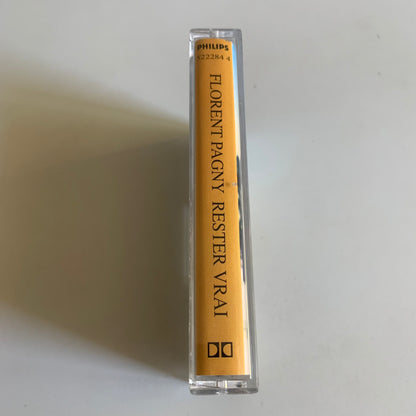 PHILIPS
522284 4
FLORENT PAGNY RESTER VRAI